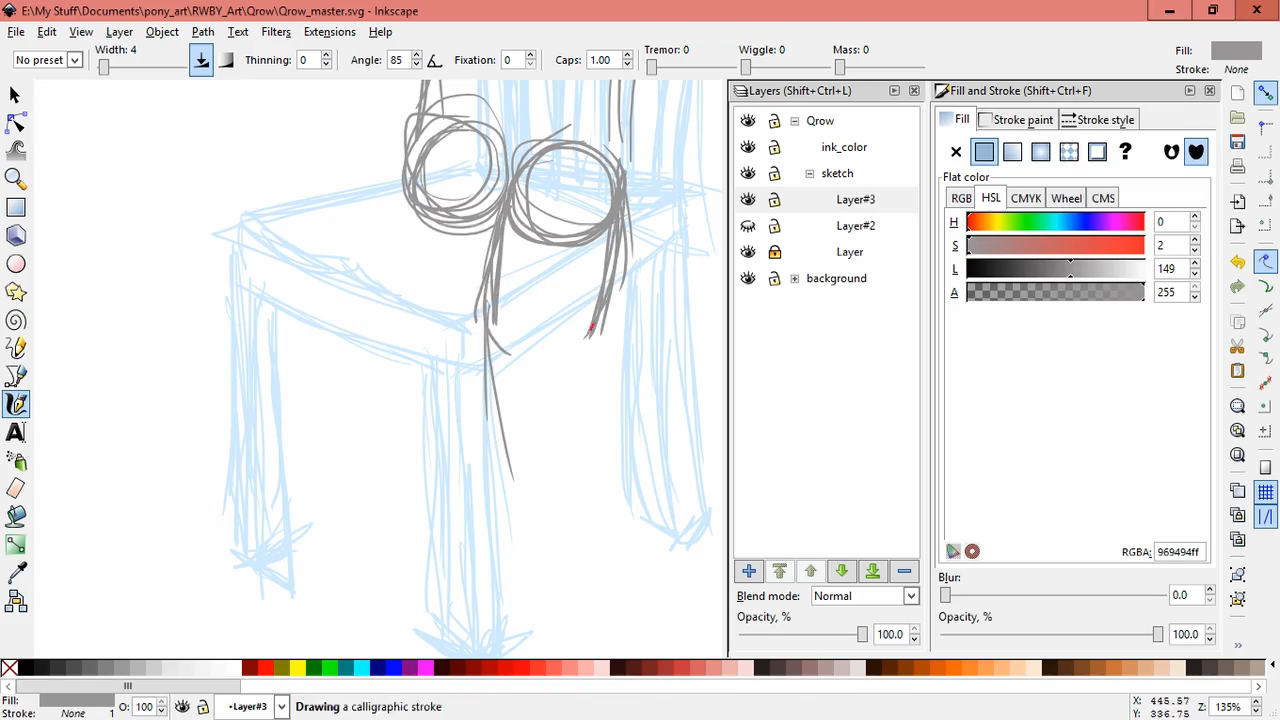 E:\My Stuff\Documents\pony_art\RWBY_Art\Qrow\Qrow_master.svg - Inkscape
File Edit View Layer Object Path Text Filters Extensions Help
No preset Width: 4 Thinning: 0 Angle: 85 Fixation: 0 Caps: 1.00 Tremor: 0 Wiggle: 0 Mass: 0 Fill: Stroke: None
Layers (Shift+Ctrl+L)
Qrow
ink_color
sketch
Layer#3
Layer#2
Layer
background
Blend mode: Normal
Opacity, % 100.0
Fill and Stroke (Shift+Ctrl+F)
Fill Stroke paint Stroke style
?
Flat color
RGB HSL CMYK Wheel CMS
H 0
S 2
L 149
A 255
RGBA: 969494ff
Blur:
0.0
Opacity, %
100.0
Fill:
Stroke: None 1 O: 100 •Layer#3 Drawing a calligraphic stroke
X: 445.57
Y: 336.75
Z: 135%